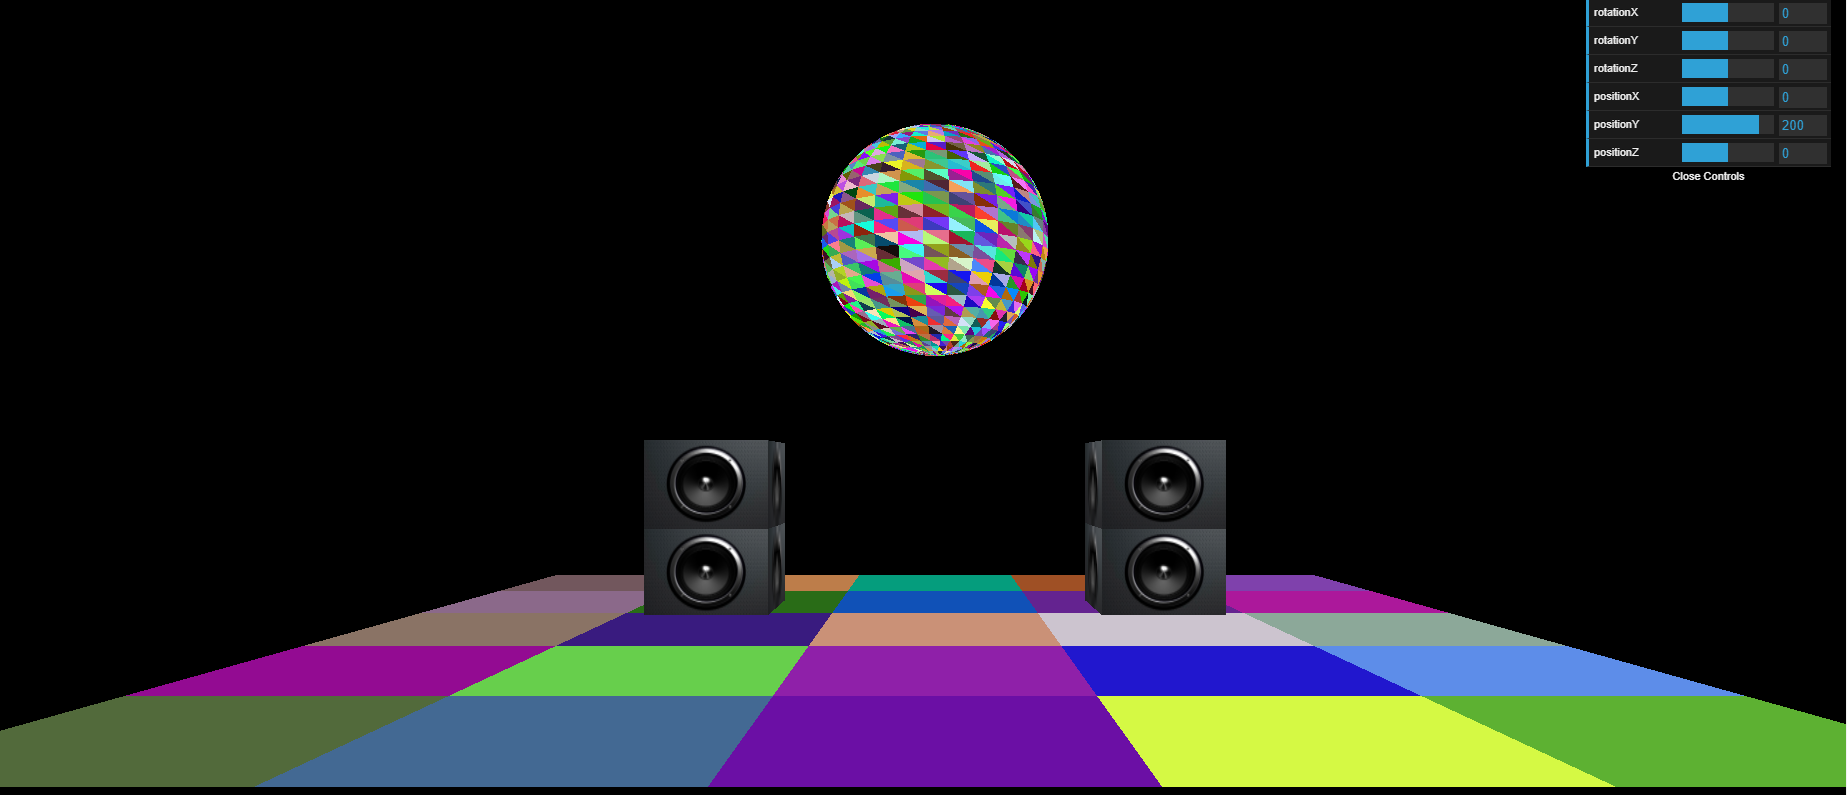 rotationX 0
rotationY 0
rotationZ 0
positionX 0
positionY 200
positionZ 0
Close Controls